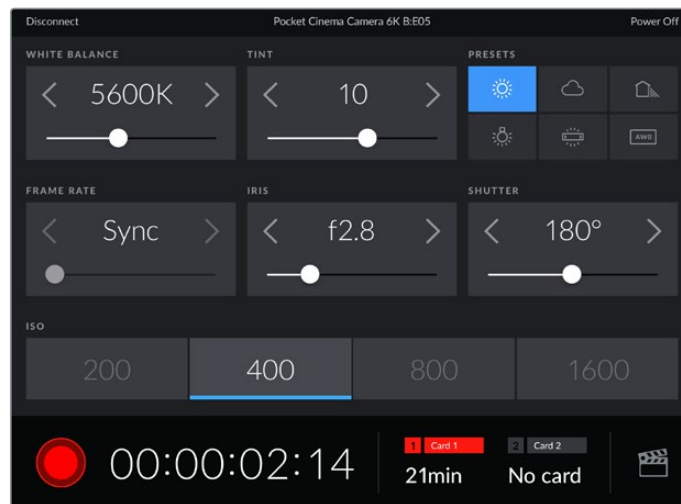 Disconnect Pocket Cinema Camera 6K B:E05 Power Off
WHITE BALANCE TINT PRESETS
5600K 10
AWB
FRAME RATE IRIS SHUTTER
Sync f2.8 180°
ISO
200 400 800 1600
1 Card 1 2 Card 2
00:00:02:14 21min No card